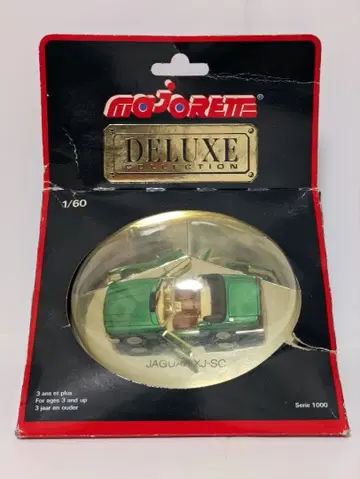 MAJORETTE®
DELUXE
COLLECTION
1/60
JAGUAR XJ-SC
3 ans et plus
For ages 3 and up
3 jaar en ouder
Serie 1000